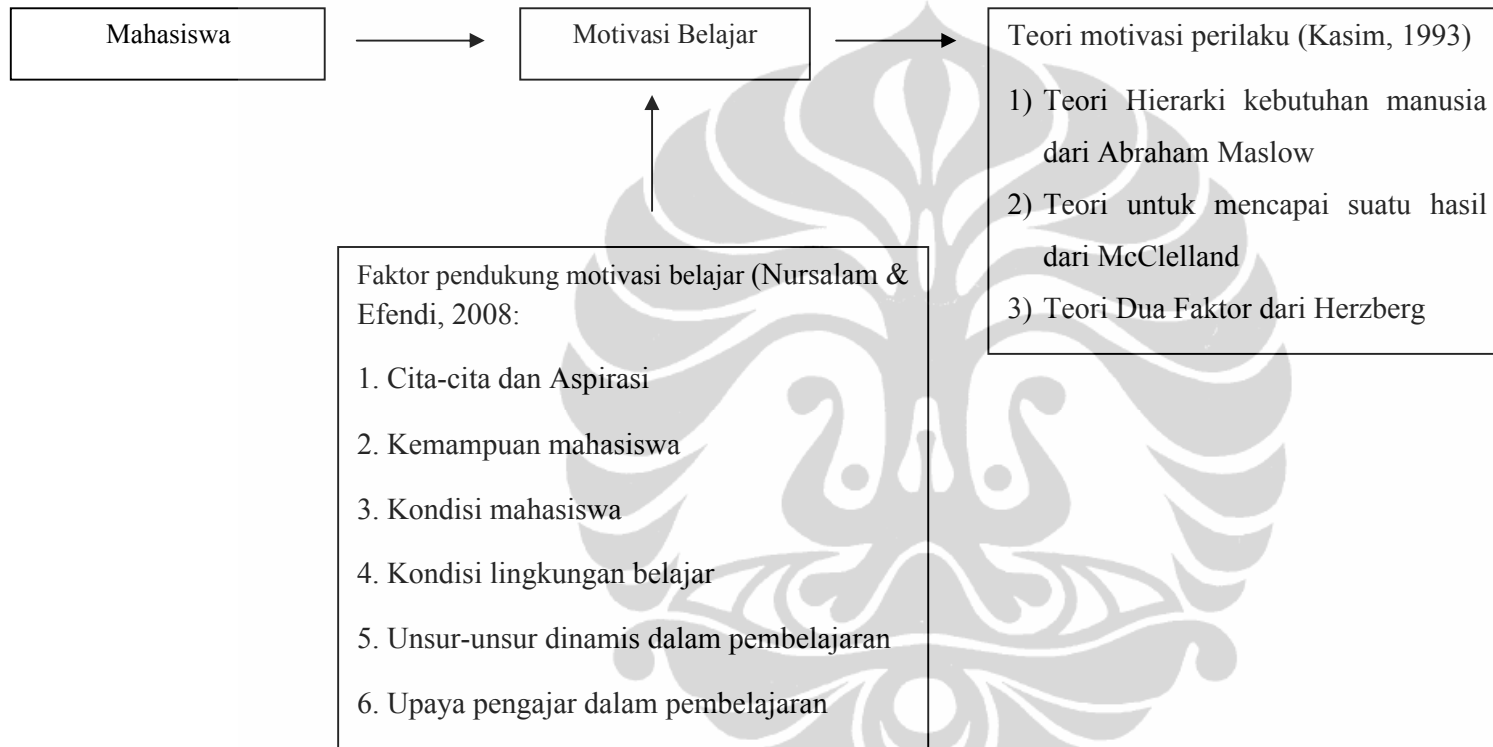 Mahasiswa
Motivasi Belajar
Teori motivasi perilaku (Kasim, 1993)
1) Teori Hierarki kebutuhan manusia
dari Abraham Maslow
2) Teori untuk mencapai suatu hasil
dari McClelland
3) Teori Dua Faktor dari Herzberg
Faktor pendukung motivasi belajar (Nursalam &
Efendi, 2008:
1. Cita-cita dan Aspirasi
2. Kemampuan mahasiswa
3. Kondisi mahasiswa
4. Kondisi lingkungan belajar
5. Unsur-unsur dinamis dalam pembelajaran
6. Upaya pengajar dalam pembelajaran